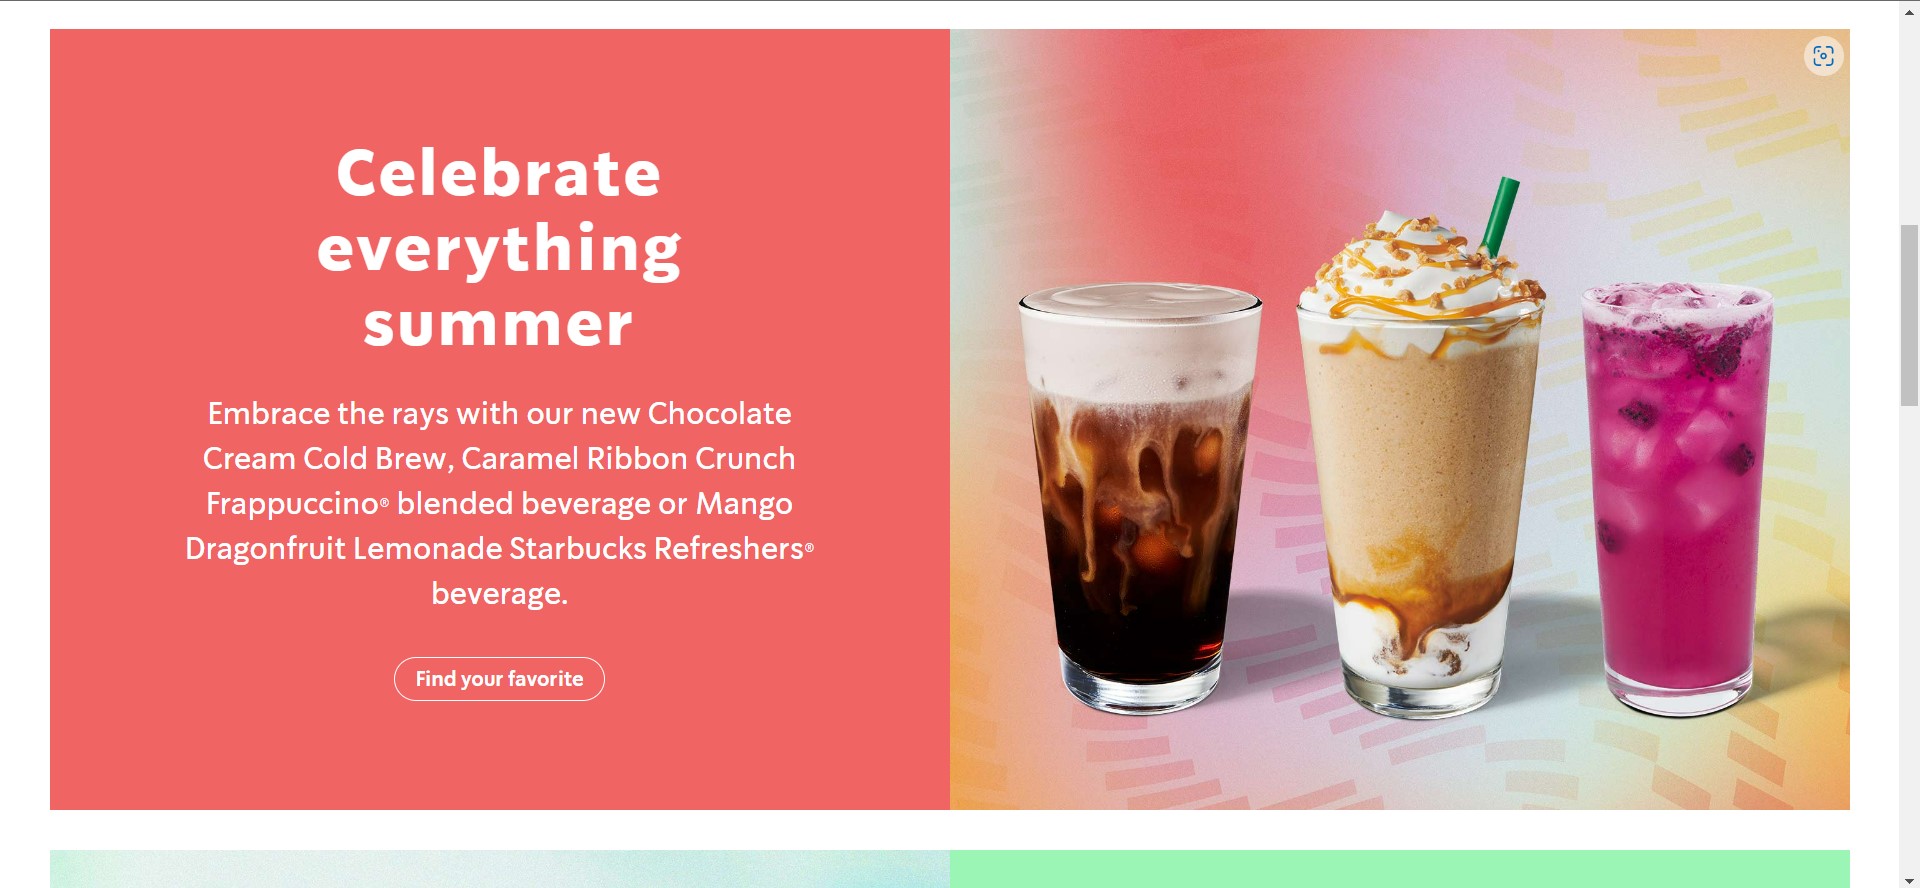 Celebrate
everything
summer
Embrace the rays with our new Chocolate
Cream Cold Brew, Caramel Ribbon Crunch
Frappuccino® blended beverage or Mango
Dragonfruit Lemonade Starbucks Refreshers®
beverage.
Find your favorite